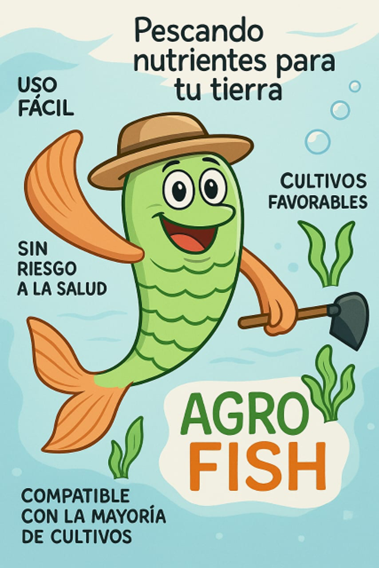 Pescando
nutrientes para
tu tierra
USO
FÁCIL
CULTIVOS
FAVORABLES
SIN
RIESGO
A LA SALUD
AGRO
FISH
COMPATIBLE
CON LA MAYORÍA
DE CULTIVOS